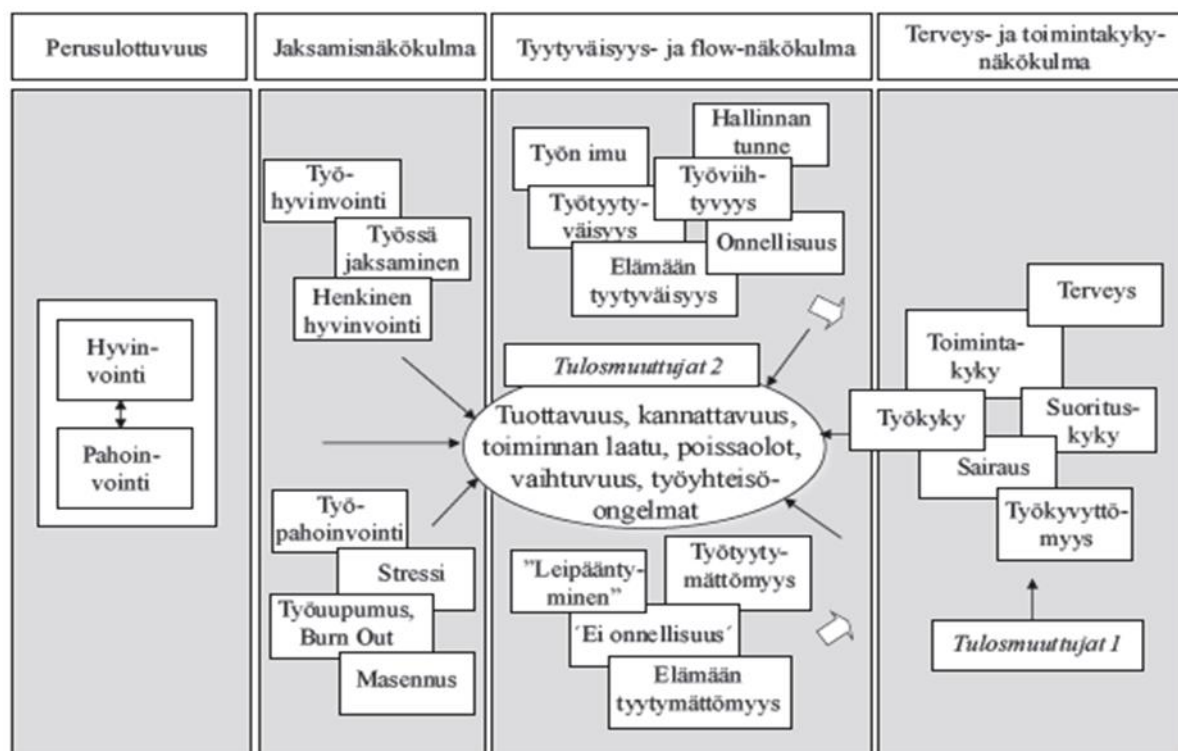 Perusulottuvuus
Jaksamisnäkökulma
Tyytyväisyys- ja flow-näkökulma
Terveys- ja toimintakyky-
näkökulma
Hyvin-
vointi
Pahoin-
vointi
Työ-
hyvinvointi
Työssä
jaksaminen
Henkinen
hyvinvointi
Työ-
pahoinvointi
Stressi
Työuupumus,
Burn Out
Masennus
Hallinnan
tunne
Työn imu
Työviih-
tyvyys
Työtyyty-
väisyys
Onnellisuus
Elämään
tyytyväisyys
Tulosmuuttujat 2
Tuottavuus, kannattavuus,
toiminnan laatu, poissaolot,
vaihtuvuus, työyhteisö-
ongelmat
"Leipäänty-
minen"
Työtyyty-
mättömyys
´Ei onnellisuus´
Elämään
tyytymättömyys
Terveys
Toiminta-
kyky
Työkyky
Suoritus-
kyky
Sairaus
Työkyvyttö-
myys
Tulosmuuttujat 1